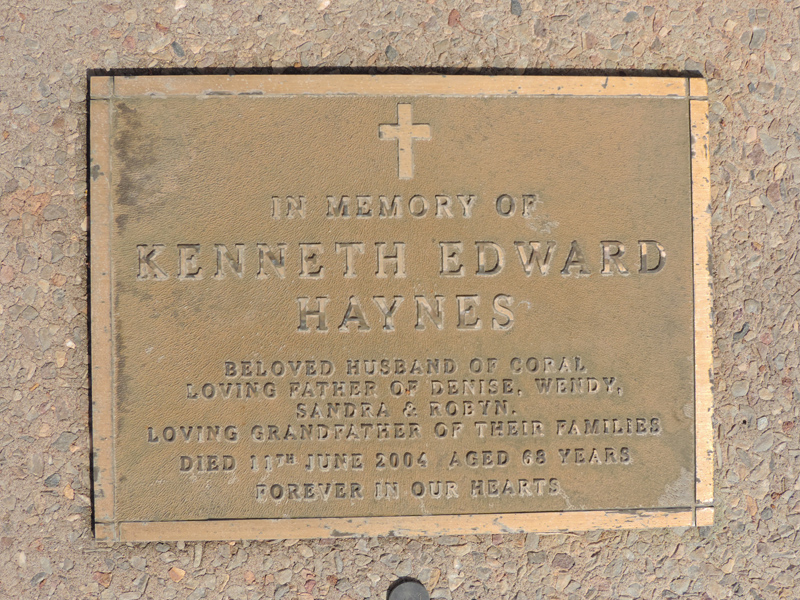 IN MEMORY OF
KENNETH EDWARD
HAYNES
BELOVED HUSBAND OF CORAL
LOVING FATHER OF DENISE, WENDY,
SANDRA & ROBYN.
LOVING GRANDFATHER OF THEIR FAMILIES
DIED 11TH JUNE 2004 AGED 68 YEARS
FOREVER IN OUR HEARTS